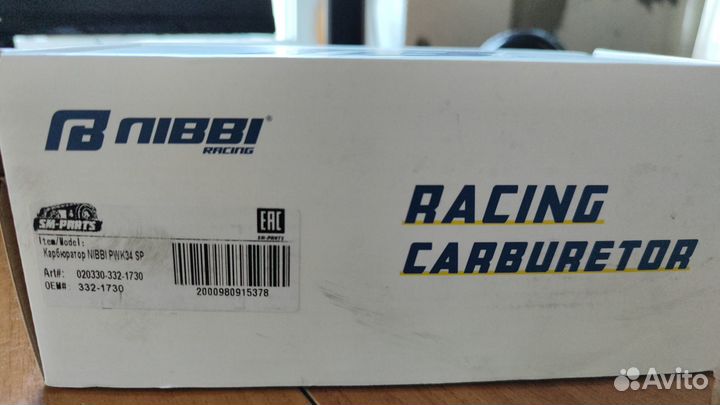 NIBBI®
RACING
SM-PARTS
EAC
SM-PARTS
Item/Model:
Карбюратор NIBBI PWK34 SP
Art#: 020330-332-1730
OEM# 332-1730
2000980915378
RACING
CARBURETOR
Avito